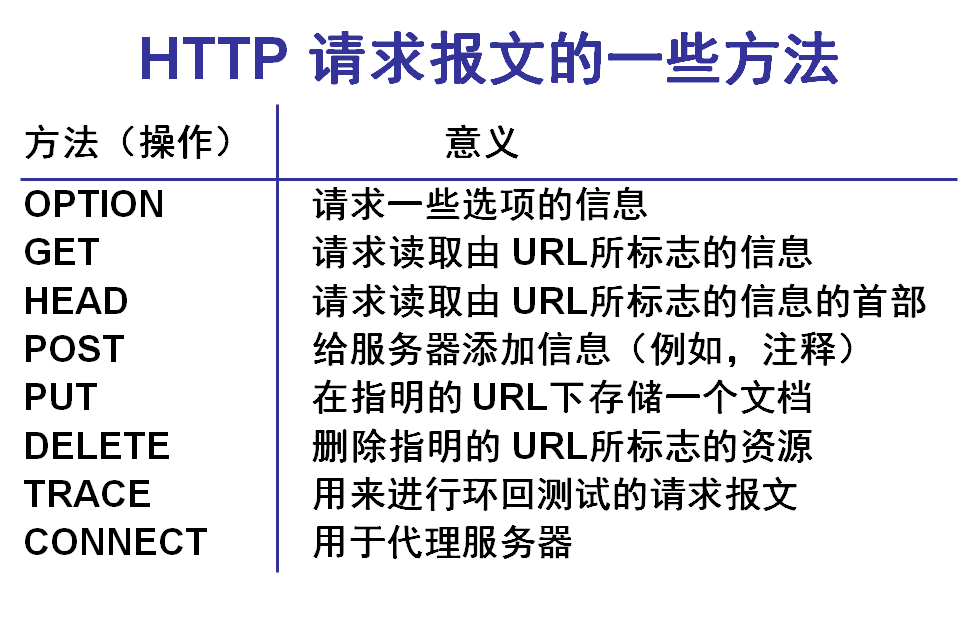 HTTP 请求报文的一些方法
方法（操作） 意义
OPTION 请求一些选项的信息
GET 请求读取由 URL所标志的信息
HEAD 请求读取由 URL所标志的信息的首部
POST 给服务器添加信息（例如，注释）
PUT 在指明的 URL下存储一个文档
DELETE 删除指明的 URL所标志的资源
TRACE 用来进行环回测试的请求报文
CONNECT 用于代理服务器